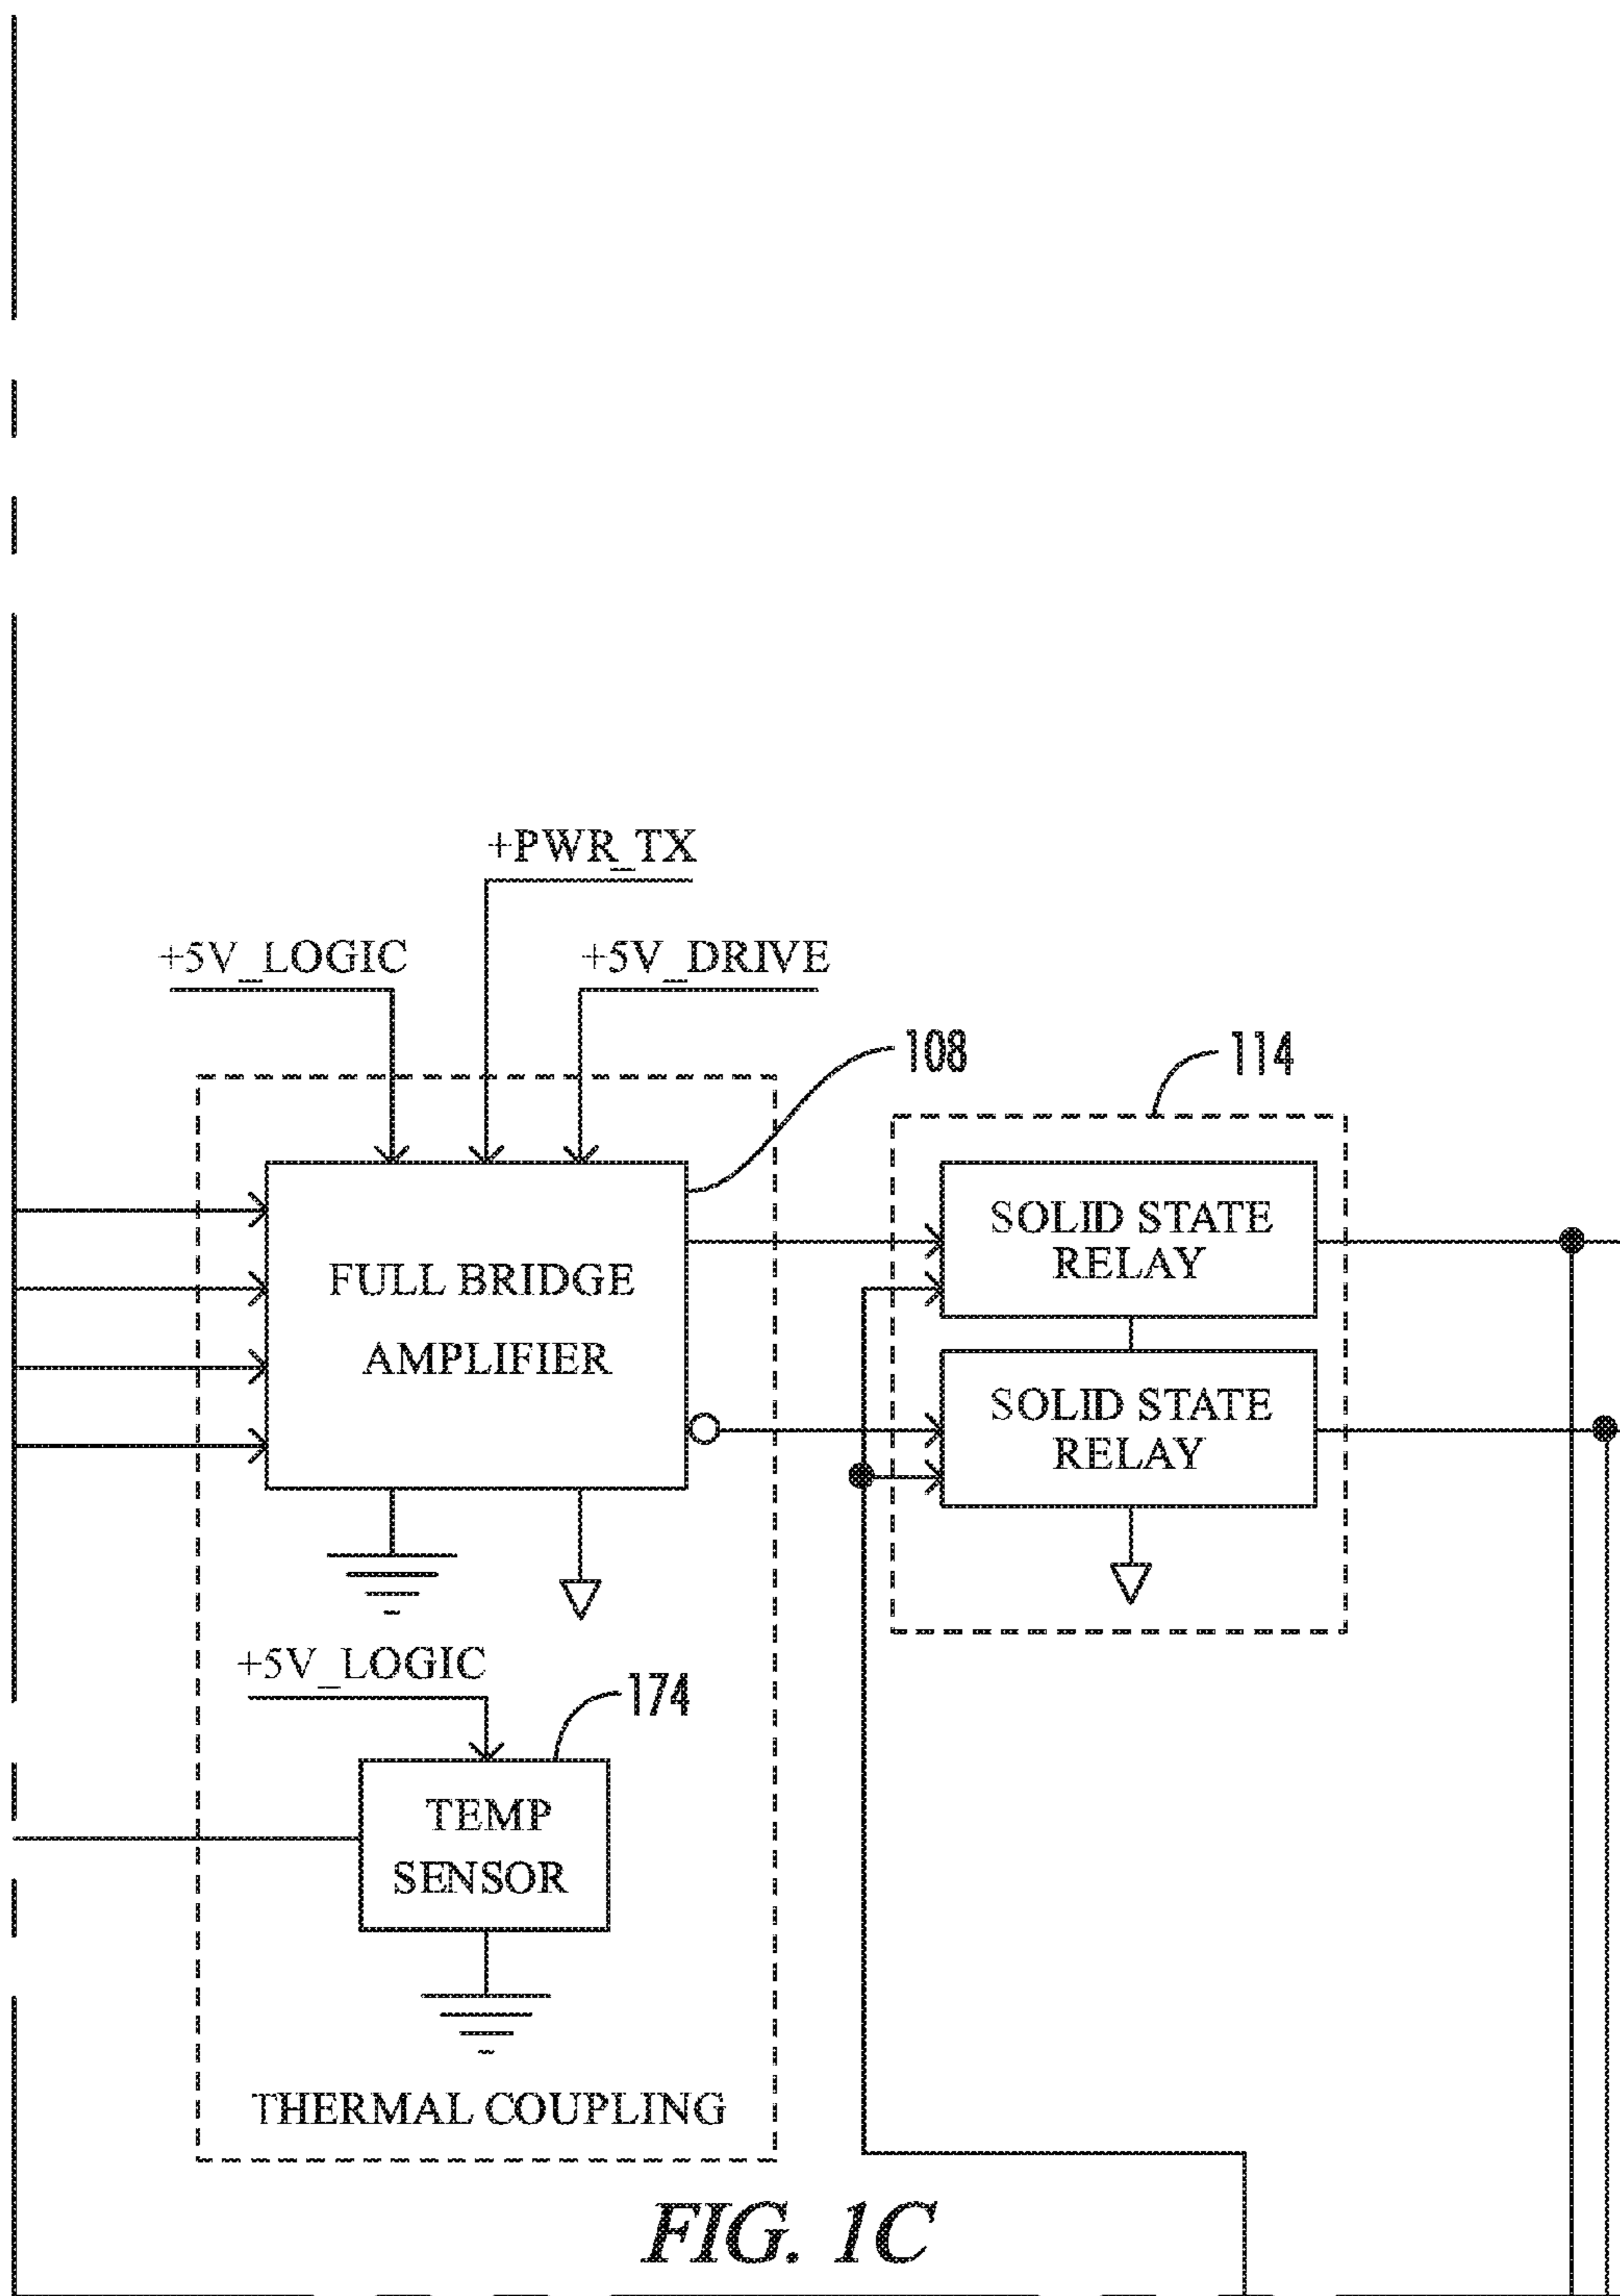 +PWR_TX
+5V_LOGIC
+5V_DRIVE
108
114
FULL BRIDGE
AMPLIFIER
SOLID STATE
RELAY
SOLID STATE
RELAY
+5V_LOGIC
174
TEMP
SENSOR
THERMAL COUPLING
FIG. 1C